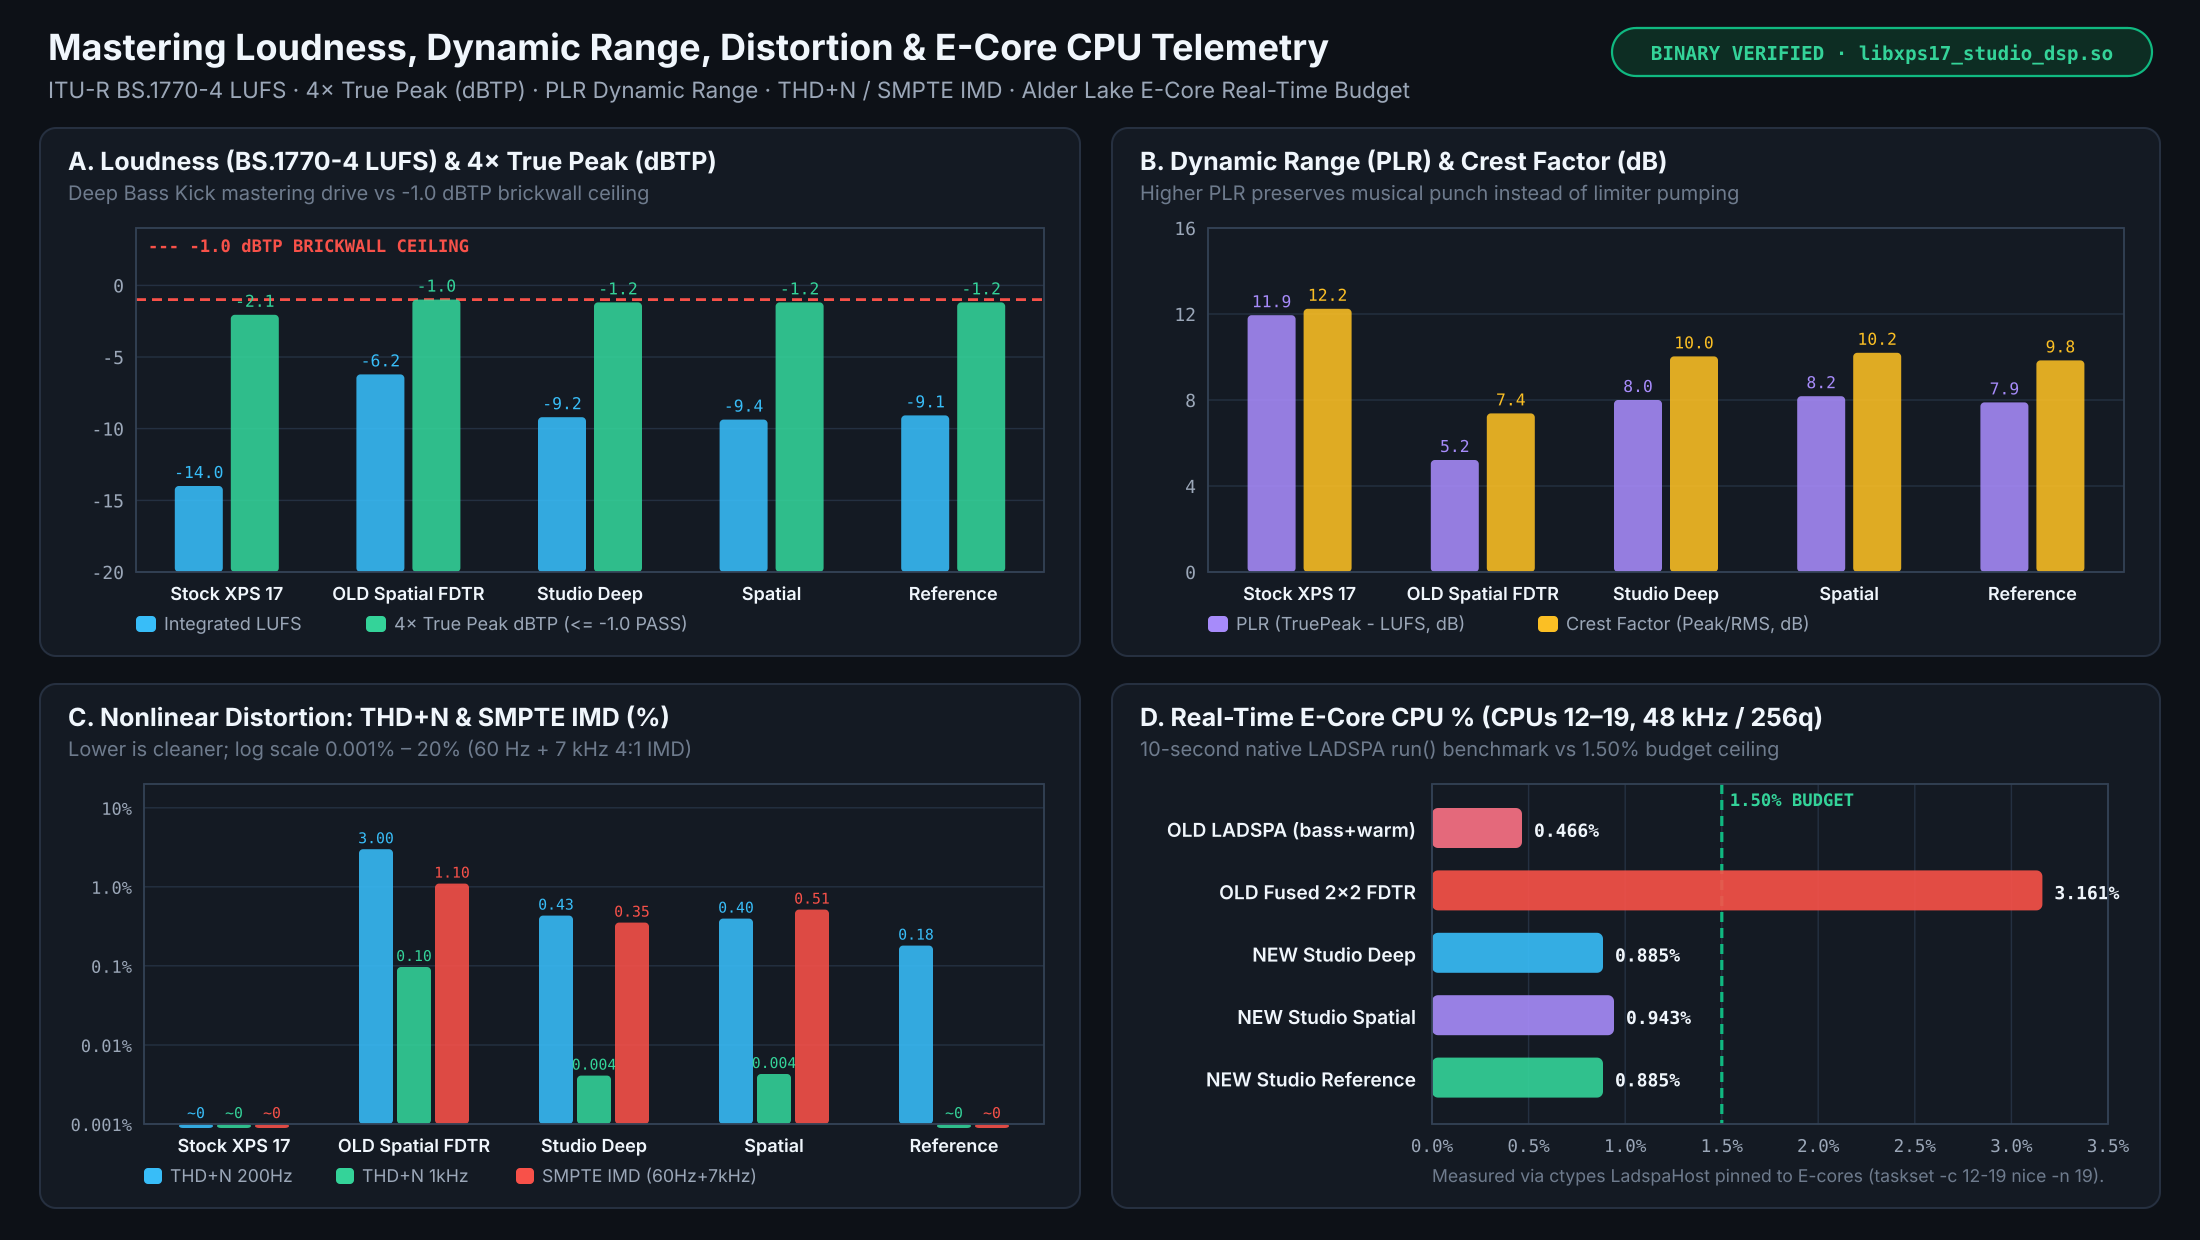 Mastering Loudness, Dynamic Range, Distortion & E-Core CPU Telemetry
ITU-R BS.1770-4 LUFS · 4× True Peak (dBTP) · PLR Dynamic Range · THD+N / SMPTE IMD · Alder Lake E-Core Real-Time Budget
BINARY VERIFIED · libxps17_studio_dsp.so
A. Loudness (BS.1770-4 LUFS) & 4× True Peak (dBTP)
Deep Bass Kick mastering drive vs -1.0 dBTP brickwall ceiling
--- -1.0 dBTP BRICKWALL CEILING
0
-5
-10
-15
-20
-14.0
-2.1
-6.2
-1.0
-9.2
-1.2
-9.4
-1.2
-9.1
-1.2
Stock XPS 17
OLD Spatial FDTR
Studio Deep
Spatial
Reference
Integrated LUFS
4× True Peak dBTP (<= -1.0 PASS)
B. Dynamic Range (PLR) & Crest Factor (dB)
Higher PLR preserves musical punch instead of limiter pumping
16
12
8
4
0
11.9
12.2
5.2
7.4
8.0
10.0
8.2
10.2
7.9
9.8
Stock XPS 17
OLD Spatial FDTR
Studio Deep
Spatial
Reference
PLR (TruePeak - LUFS, dB)
Crest Factor (Peak/RMS, dB)
C. Nonlinear Distortion: THD+N & SMPTE IMD (%)
Lower is cleaner; log scale 0.001% – 20% (60 Hz + 7 kHz 4:1 IMD)
10%
1.0%
0.1%
0.01%
0.001%
~0
~0
~0
3.00
0.10
1.10
0.43
0.004
0.35
0.40
0.004
0.51
0.18
~0
~0
Stock XPS 17
OLD Spatial FDTR
Studio Deep
Spatial
Reference
THD+N 200Hz
THD+N 1kHz
SMPTE IMD (60Hz+7kHz)
D. Real-Time E-Core CPU % (CPUs 12–19, 48 kHz / 256q)
10-second native LADSPA run() benchmark vs 1.50% budget ceiling
1.50% BUDGET
OLD LADSPA (bass+warm)
0.466%
OLD Fused 2×2 FDTR
3.161%
NEW Studio Deep
0.885%
NEW Studio Spatial
0.943%
NEW Studio Reference
0.885%
0.0%
0.5%
1.0%
1.5%
2.0%
2.5%
3.0%
3.5%
Measured via ctypes LadspaHost pinned to E-cores (taskset -c 12-19 nice -n 19).